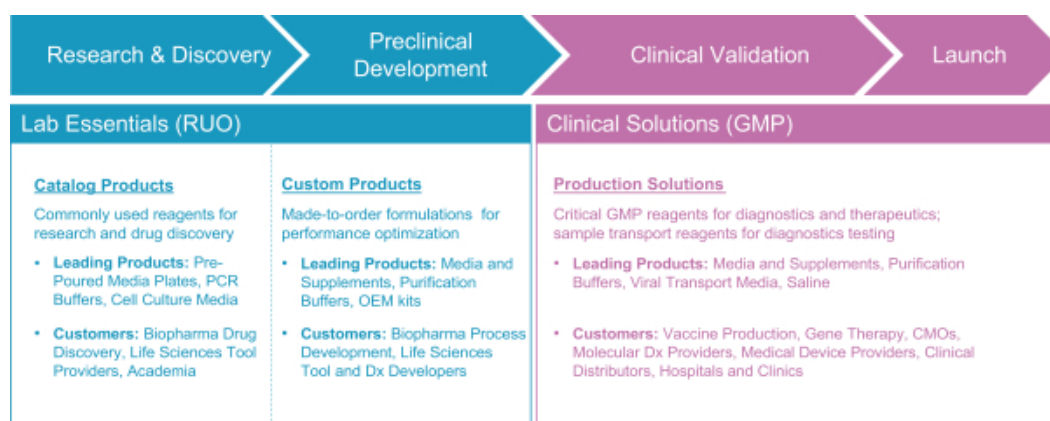 Research & Discovery
Preclinical
Development
Clinical Validation
Launch
Lab Essentials (RUO)
Clinical Solutions (GMP)
Catalog Products
Commonly used reagents for
research and drug discovery
• Leading Products: Pre-
Poured Media Plates, PCR
Buffers, Cell Culture Media
• Customers: Biopharma Drug
Discovery, Life Sciences Tool
Providers, Academia
Custom Products
Made-to-order formulations for
performance optimization
• Leading Products: Media and
Supplements, Purification
Buffers, OEM kits
• Customers: Biopharma Process
Development, Life Sciences
Tool and Dx Developers
Production Solutions
Critical GMP reagents for diagnostics and therapeutics;
sample transport reagents for diagnostics testing
• Leading Products: Media and Supplements, Purification
Buffers, Viral Transport Media, Saline
• Customers: Vaccine Production, Gene Therapy, CMOs,
Molecular Dx Providers, Medical Device Providers, Clinical
Distributors, Hospitals and Clinics